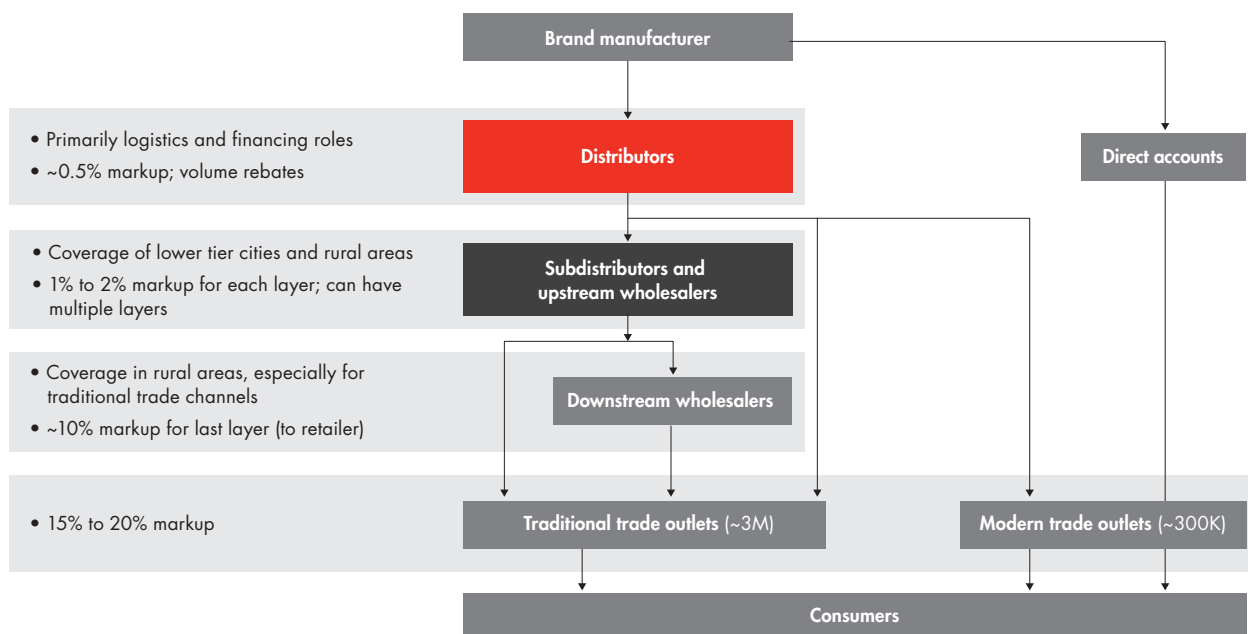 Brand manufacturer
• Primarily logistics and financing roles
• ~0.5% markup; volume rebates
Distributors
Direct accounts
• Coverage of lower tier cities and rural areas
• 1% to 2% markup for each layer; can have
multiple layers
Subdistributors and
upstream wholesalers
• Coverage in rural areas, especially for
traditional trade channels
• ~10% markup for last layer (to retailer)
Downstream wholesalers
• 15% to 20% markup
Traditional trade outlets (~3M)
Modern trade outlets (~300K)
Consumers